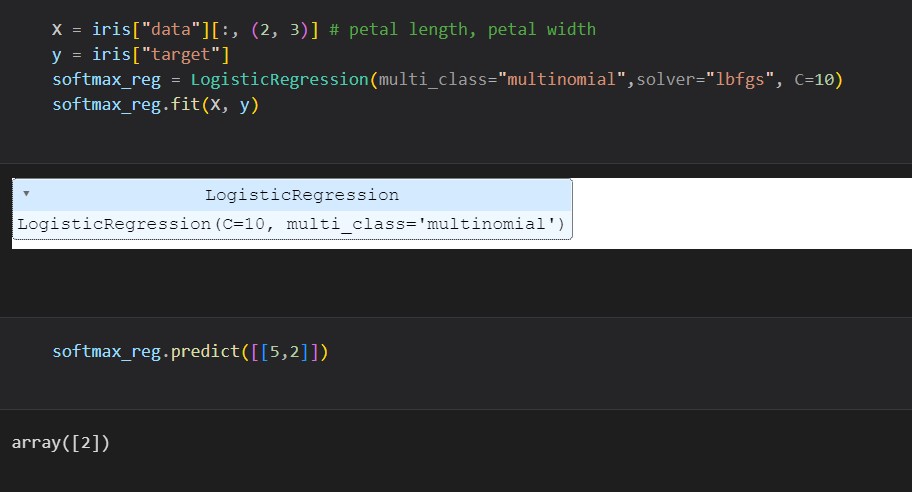 X = iris["data"][:, (2, 3)] # petal length, petal width
y = iris["target"]
softmax_reg = LogisticRegression(multi_class="multinomial",solver="lbfgs", C=10)
softmax_reg.fit(X, y)
LogisticRegression
LogisticRegression(C=10, multi_class='multinomial')
softmax_reg.predict([[5,2]])
array([2])